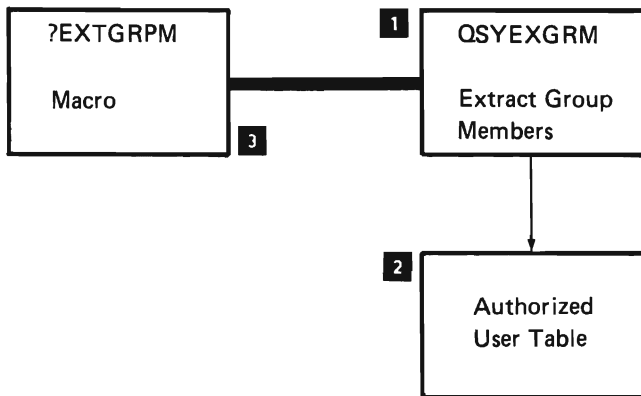 ?EXTGRPM
Macro
3
1
QSYEXGRM
Extract Group
Members
2
Authorized
User Table